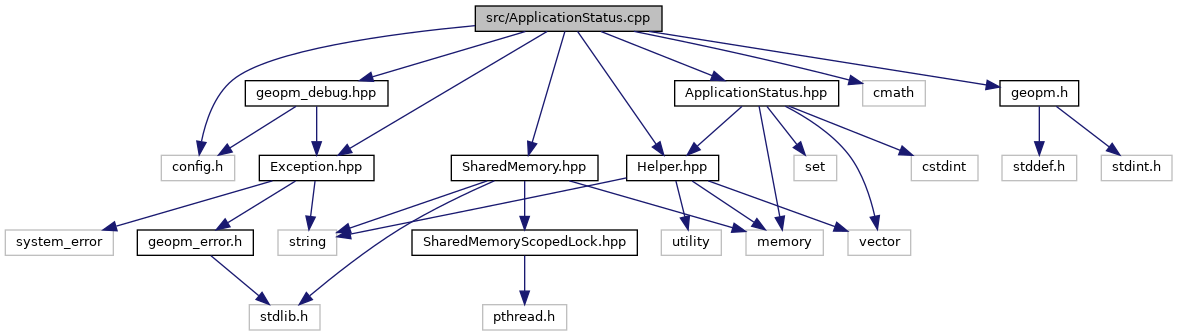 src/ApplicationStatus.cpp
geopm_debug.hpp
ApplicationStatus.hpp
cmath
geopm.h
config.h
Exception.hpp
SharedMemory.hpp
Helper.hpp
set
cstdint
stddef.h
stdint.h
system_error
geopm_error.h
string
SharedMemoryScopedLock.hpp
utility
memory
vector
stdlib.h
pthread.h